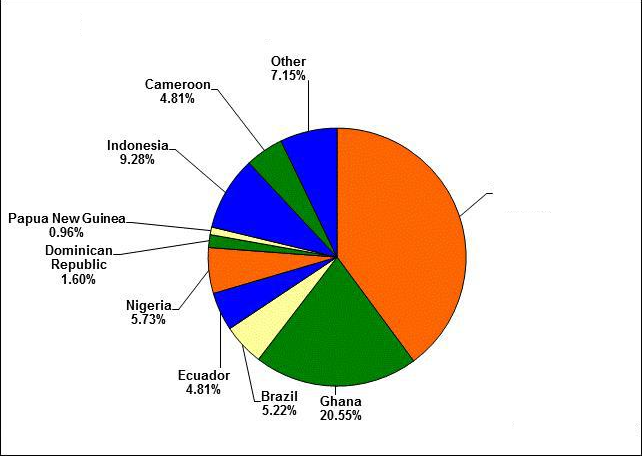 Other
7.15%
Cameroon
4.81%
Indonesia
9.28%
Papua New Guinea
0.96%
Dominican
Republic
1.60%
Nigeria
5.73%
Ecuador
4.81%
Brazil
5.22%
Ghana
20.55%